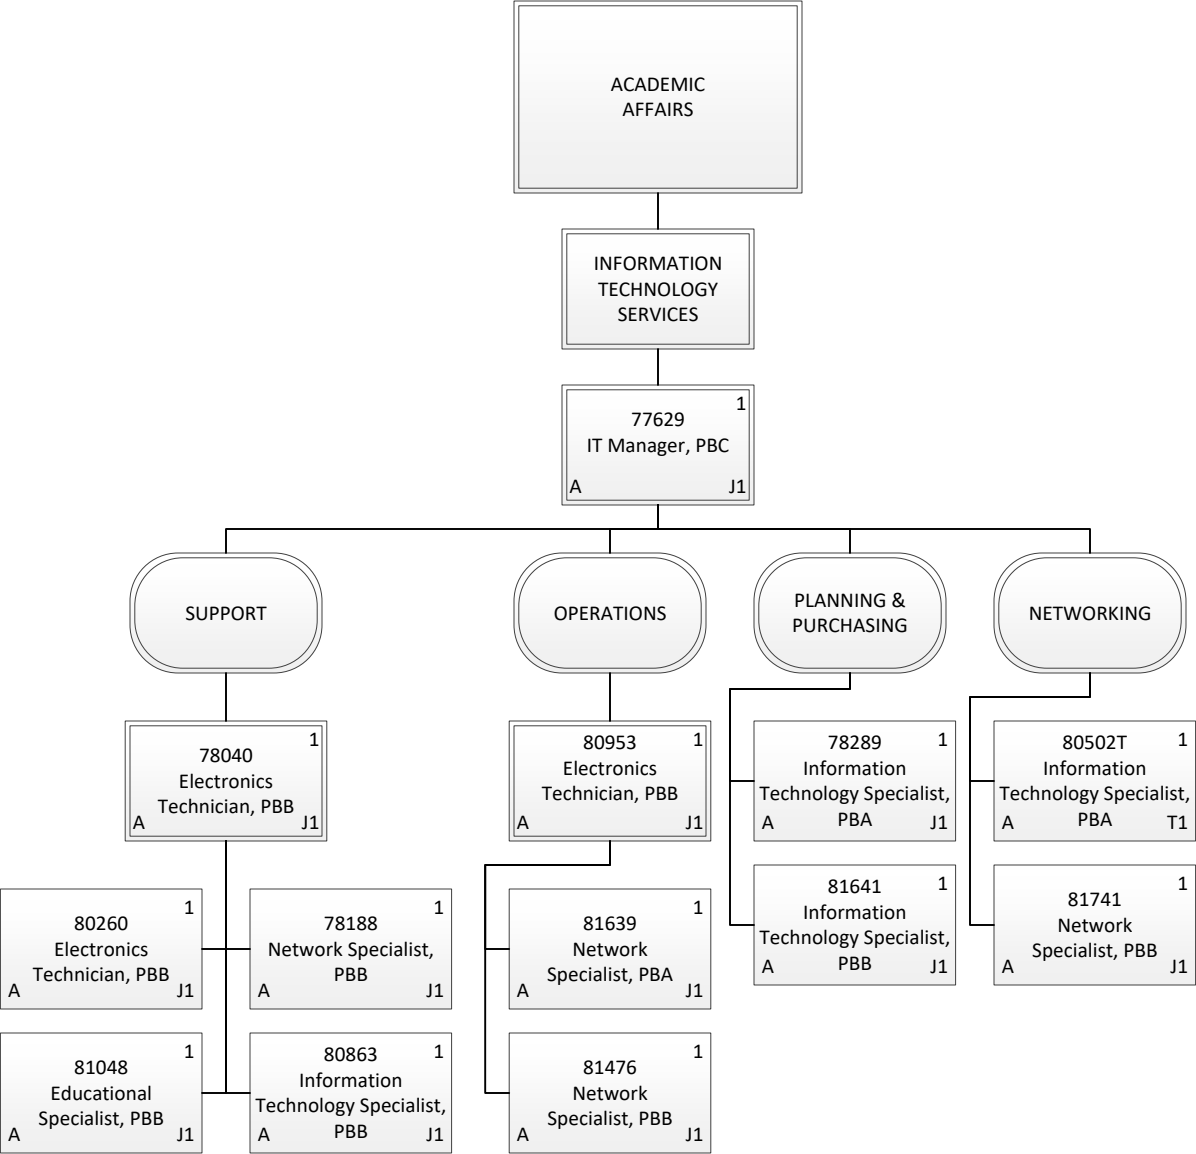 ACADEMIC
AFFAIRS
INFORMATION
TECHNOLOGY
SERVICES
1
77629
IT Manager, PBC
A J1
SUPPORT
OPERATIONS
PLANNING &
PURCHASING
NETWORKING
1
78040
Electronics
Technician, PBB
A J1
1
80953
Electronics
Technician, PBB
A J1
1
78289
Information
Technology Specialist,
PBA
A J1
1
80502T
Information
Technology Specialist,
PBA
A T1
1
80260
Electronics
Technician, PBB
A J1
1
78188
Network Specialist,
PBB
A J1
1
81639
Network
Specialist, PBA
A J1
1
81641
Information
Technology Specialist,
PBB
A J1
1
81741
Network
Specialist, PBB
A J1
1
81048
Educational
Specialist, PBB
A J1
1
80863
Information
Technology Specialist,
PBB
A J1
1
81476
Network
Specialist, PBB
A J1